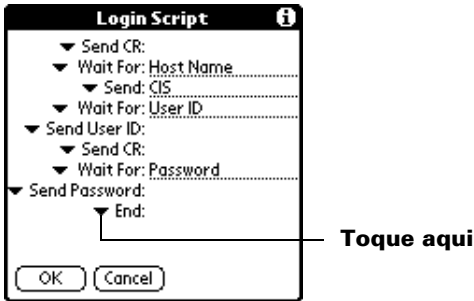 Login Script
Send CR:
Wait For: Host Name
Send: CIS
Wait For: User ID
Send User ID:
Send CR:
Wait For: Password
Send Password:
End:
Toque aqui
OK Cancel